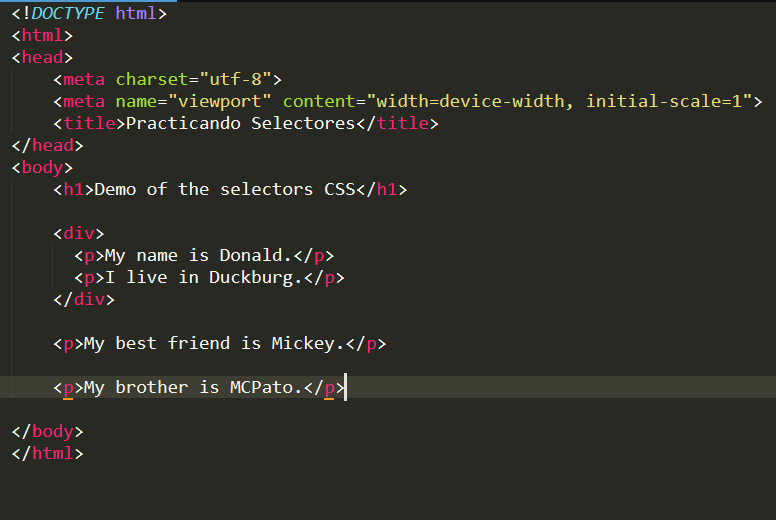 <!DOCTYPE html>
<html>
<head>
    <meta charset="utf-8">
    <meta name="viewport" content="width=device-width, initial-scale=1">
    <title>Practicando Selectores</title>
</head>
<body>
    <h1>Demo of the selectors CSS</h1>
    <div>
      <p>My name is Donald.</p>
      <p>I live in Duckburg.</p>
    </div>
    <p>My best friend is Mickey.</p>
    <p>My brother is MCPato.</p>
</body>
</html>